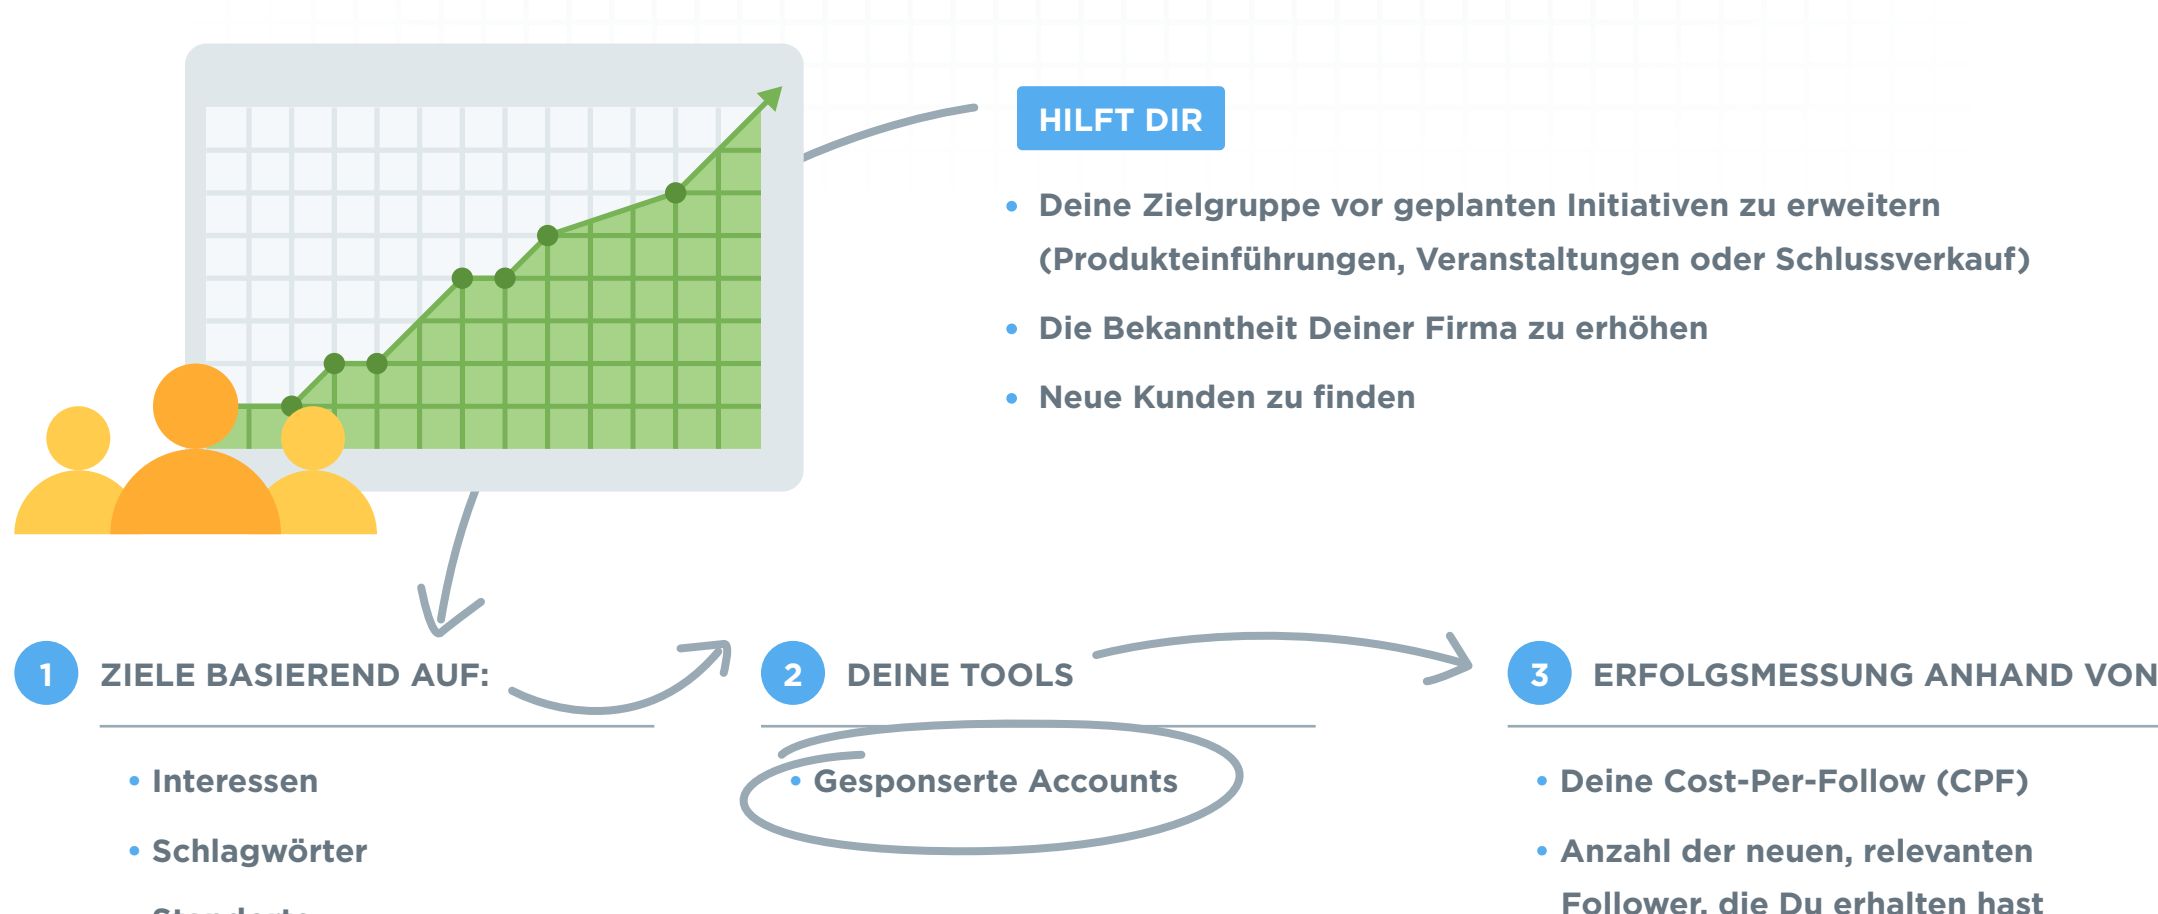 HILFT DIR
• Deine Zielgruppe vor geplanten Initiativen zu erweitern
(Produkteinführungen, Veranstaltungen oder Schlussverkauf)
• Die Bekanntheit Deiner Firma zu erhöhen
• Neue Kunden zu finden
1 ZIELE BASIEREND AUF:
• Interessen
• Schlagwörter
2 DEINE TOOLS
• Gesponserte Accounts
3 ERFOLGSMESSUNG ANHAND VON
• Deine Cost-Per-Follow (CPF)
• Anzahl der neuen, relevanten
Follower, die Du erhalten hast